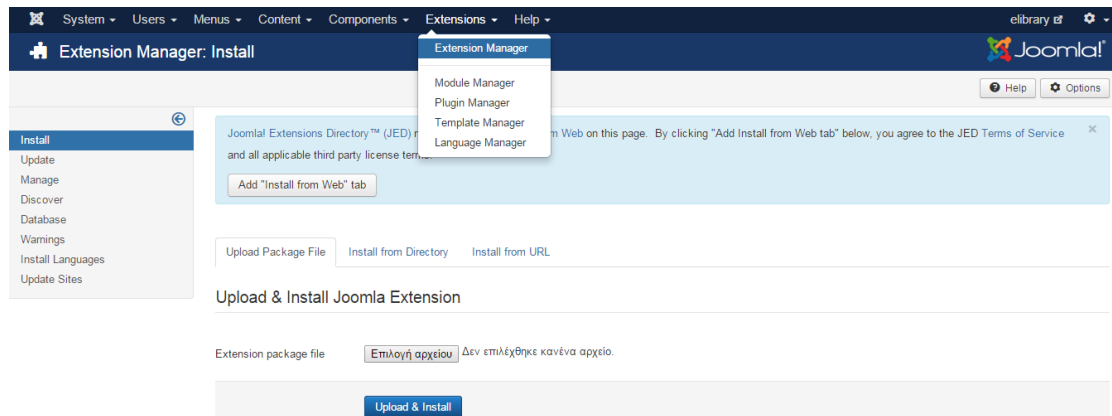 System Users Menus Content Components Extensions Help elibrary
Extension Manager: Install
Joomla!
Extension Manager
Module Manager
Plugin Manager
Template Manager
Language Manager
Help Options
Install
Update
Manage
Discover
Database
Warnings
Install Languages
Update Sites
Joomla! Extensions Directory™ (JED) m Web on this page. By clicking "Add Install from Web tab" below, you agree to the JED Terms of Service
and all applicable third party license terms.
Add "Install from Web" tab
Upload Package File Install from Directory Install from URL
Upload & Install Joomla Extension
Extension package file Επιλογή αρχείου Δεν επιλέχθηκε κανένα αρχείο.
Upload & Install